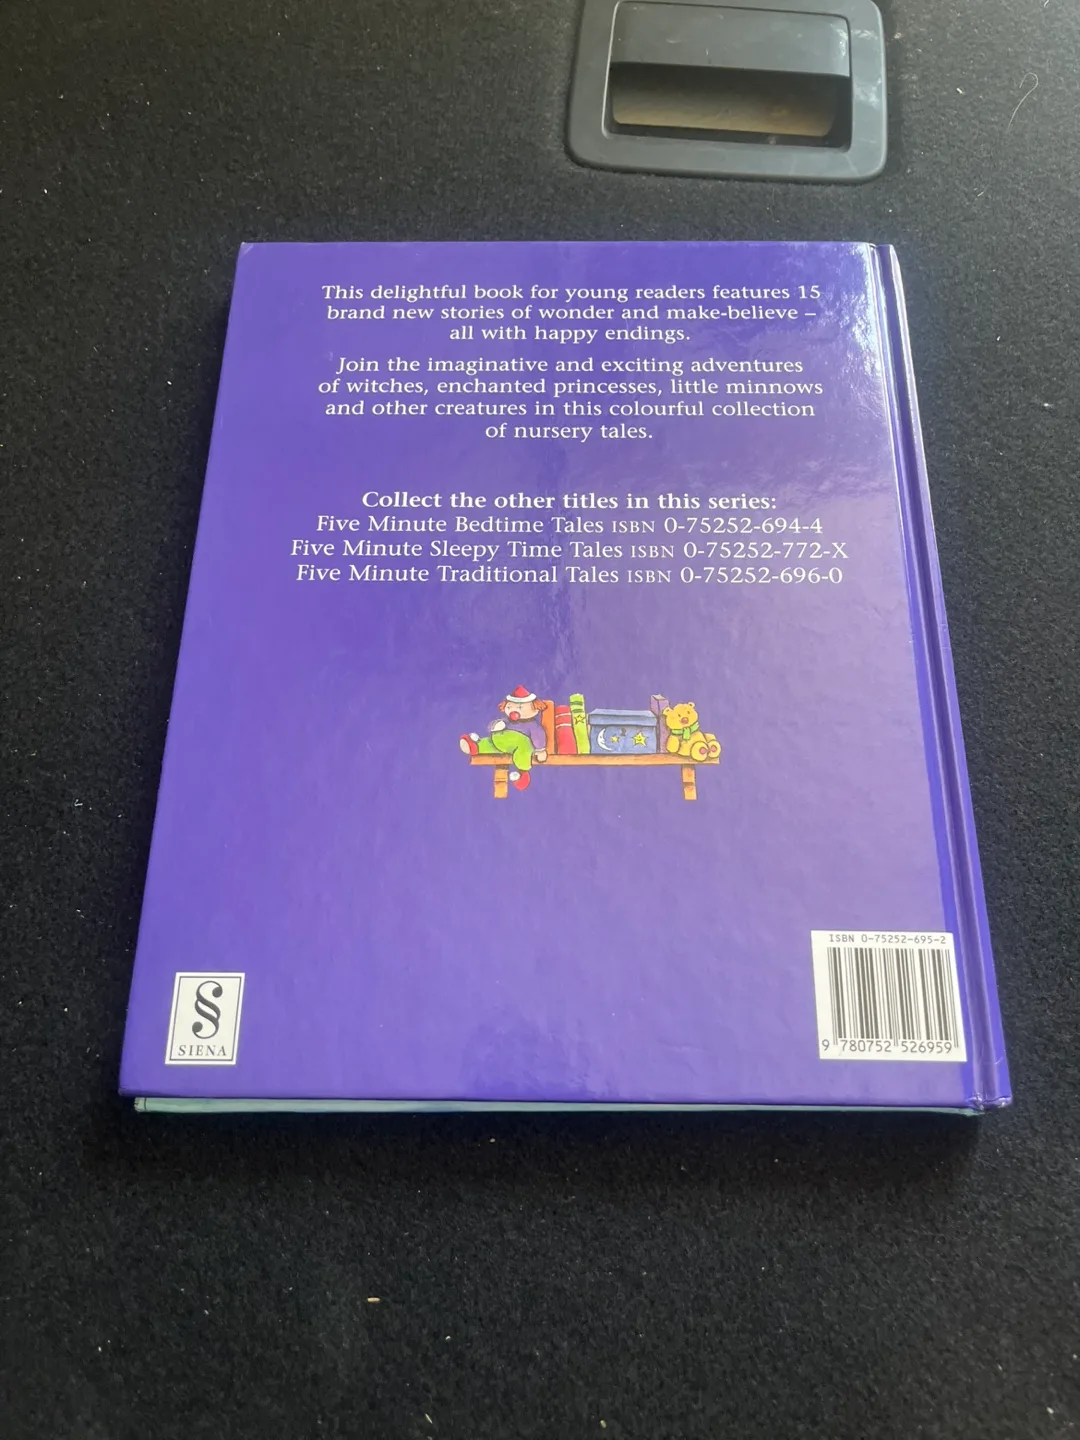 This delightful book for young readers features 15
brand new stories of wonder and make-believe –
all with happy endings.
Join the imaginative and exciting adventures
of witches, enchanted princesses, little minnows
and other creatures in this colourful collection
of nursery tales.
Collect the other titles in this series:
Five Minute Bedtime Tales ISBN 0-75252-694-4
Five Minute Sleepy Time Tales ISBN 0-75252-772-X
Five Minute Traditional Tales ISBN 0-75252-696-0
ISBN 0-75252-695-2
9 780752 526959
SIENA